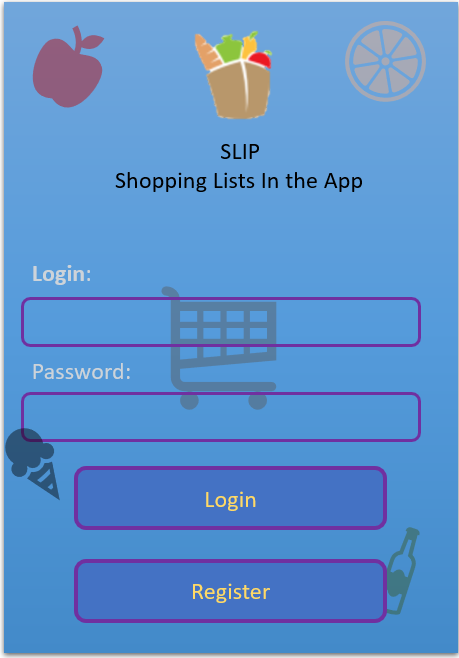 SLIP
Shopping Lists In the App
Login:
Password:
Login
Register